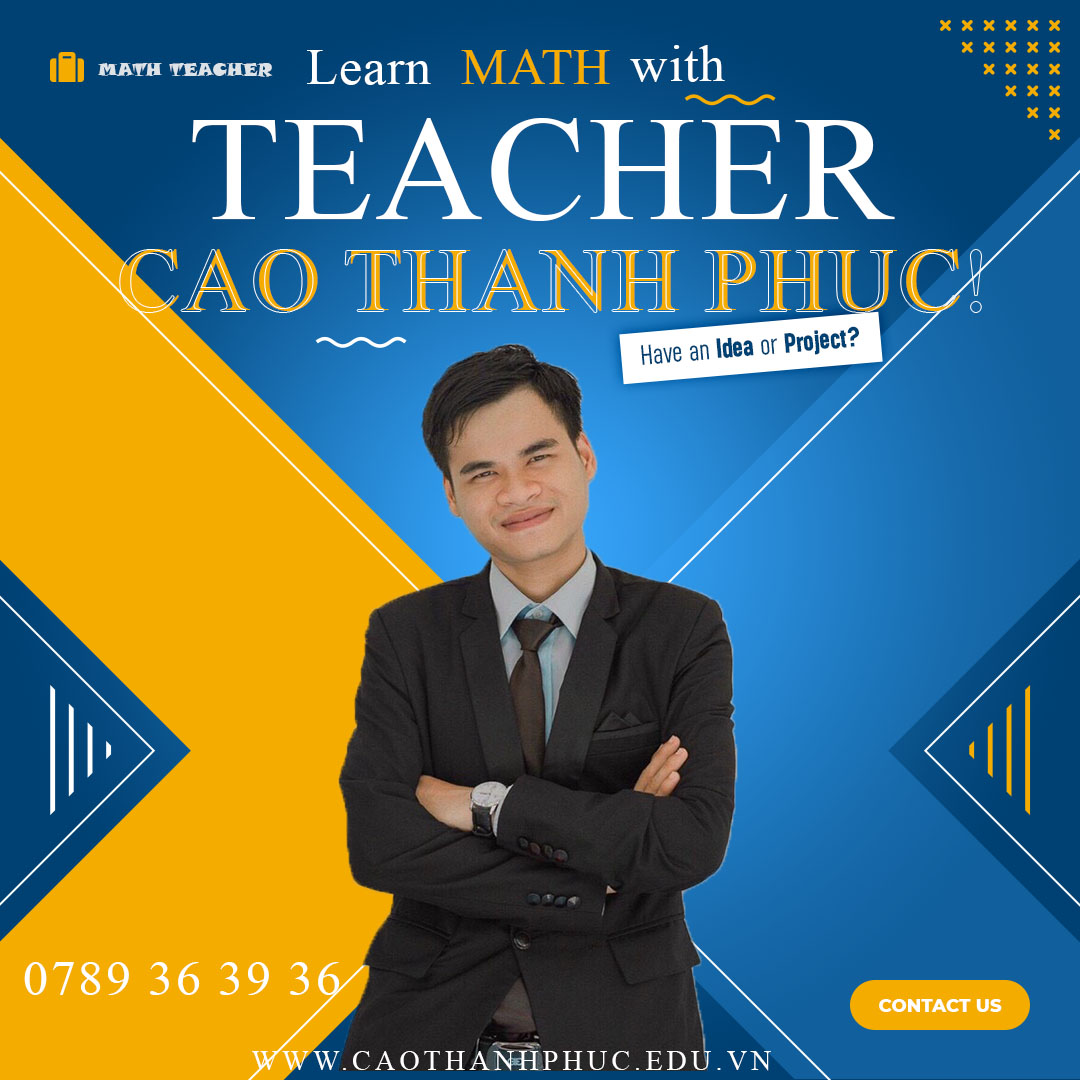 MATH TEACHER
Learn MATH with
TEACHER
CAO THANH PHUC!
Have an Idea or Project?
0789 36 39 36
CONTACT US
WWW.CAOTHANHPHUC.EDU.VN